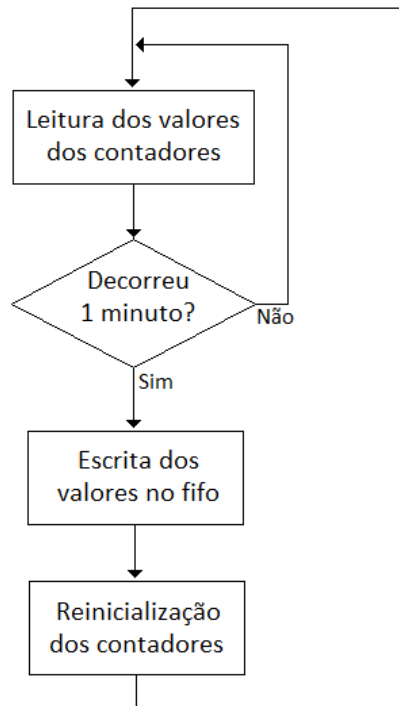 Leitura dos valores
dos contadores
Decorreu
1 minuto?
Não
Sim
Escrita dos
valores no fifo
Reinicialização
dos contadores